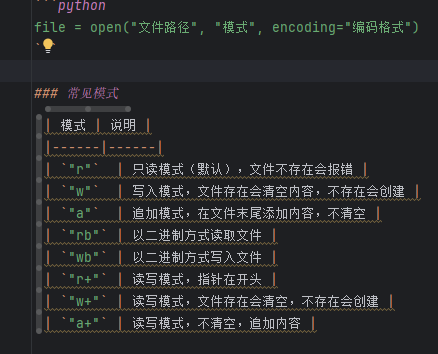 ```python
file = open("文件路径", "模式", encoding="编码格式")
`
### 常见模式
| 模式 | 说明 |
|------|------|
| `"r"` | 只读模式（默认），文件不存在会报错 |
| `"w"` | 写入模式，文件存在会清空内容，不存在会创建 |
| `"a"` | 追加模式，在文件末尾添加内容，不清空 |
| `"rb"` | 以二进制方式读取文件 |
| `"wb"` | 以二进制方式写入文件 |
| `"r+"` | 读写模式，指针在开头 |
| `"w+"` | 读写模式，文件存在会清空，不存在会创建 |
| `"a+"` | 读写模式，不清空，追加内容 |